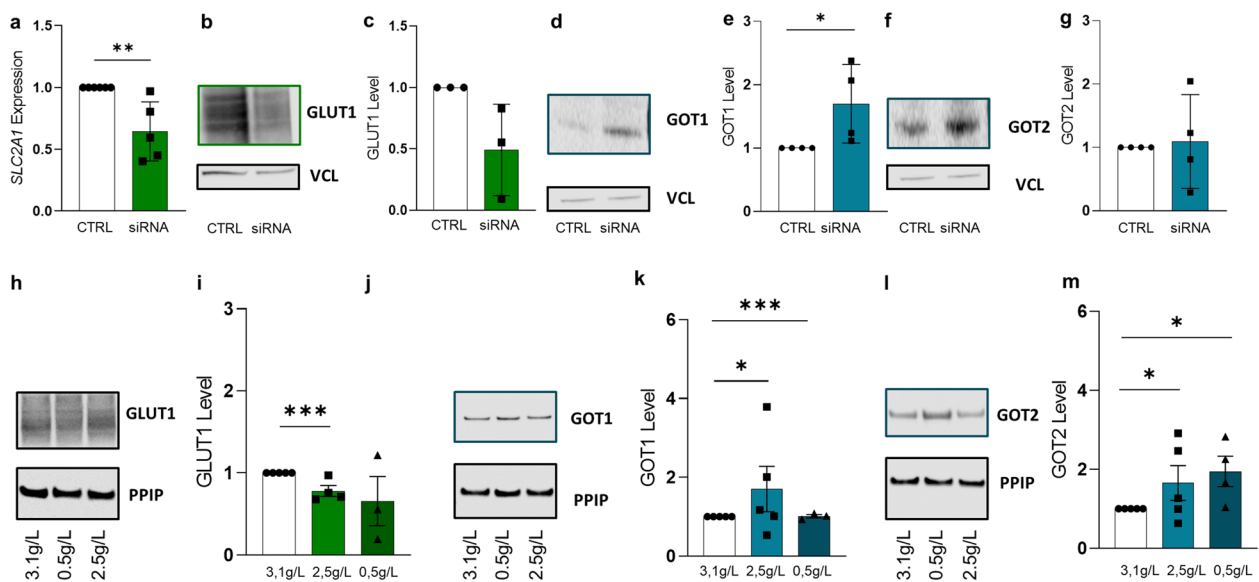 a
SLC2A1 Expression
1.5
1.0
0.5
0.0
**
CTRL siRNA
b
GLUT1
VCL
CTRL siRNA
c
GLUT1 Level
1.5
1.0
0.5
0.0
CTRL siRNA
d
GOT1
VCL
CTRL siRNA
e
GOT1 Level
3
2
1
0
*
CTRL siRNA
f
GOT2
VCL
CTRL siRNA
g
GOT2 Level
3
2
1
0
CTRL siRNA
h
GLUT1
PPIP
3.1g/L
0.5g/L
2.5g/L
i
GLUT1 Level
3
2
1
0
***
3,1g/L 2,5g/L 0,5g/L
j
GOT1
PPIP
3.1g/L
0.5g/L
2.5g/L
k
GOT1 Level
6
4
2
0
***
*
3,1g/L 2,5g/L 0,5g/L
l
GOT2
PPIP
3.1g/L
0.5g/L
2.5g/L
m
GOT2 Level
6
4
2
0
*
*
3,1g/L 2,5g/L 0,5g/L